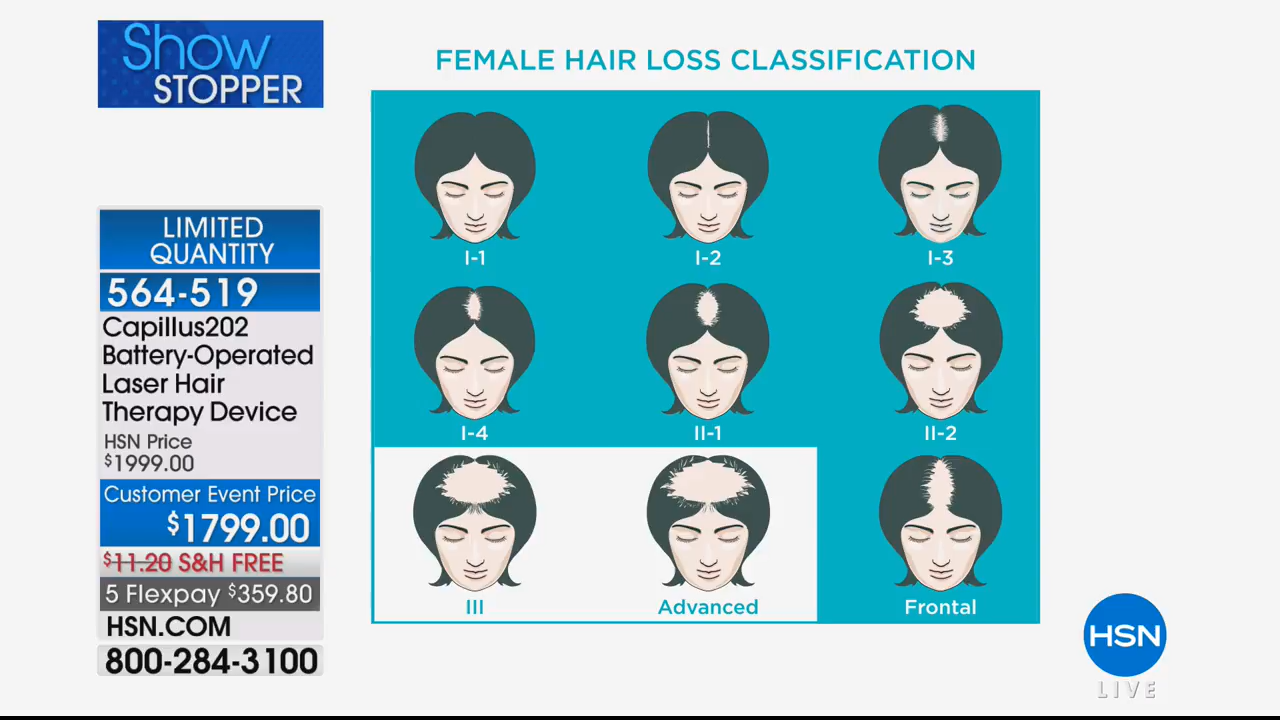 Show
STOPPER
LIMITED
QUANTITY
564-519
Capillus202
Battery-Operated
Laser Hair
Therapy Device
HSN Price
$1999.00
Customer Event Price
$1799.00
$11.20 S&H FREE
5 Flexpay $359.80
HSN.COM
800-284-3100
FEMALE HAIR LOSS CLASSIFICATION
I-1
I-2
I-3
I-4
II-1
II-2
III
Advanced
Frontal
HSN
LIVE